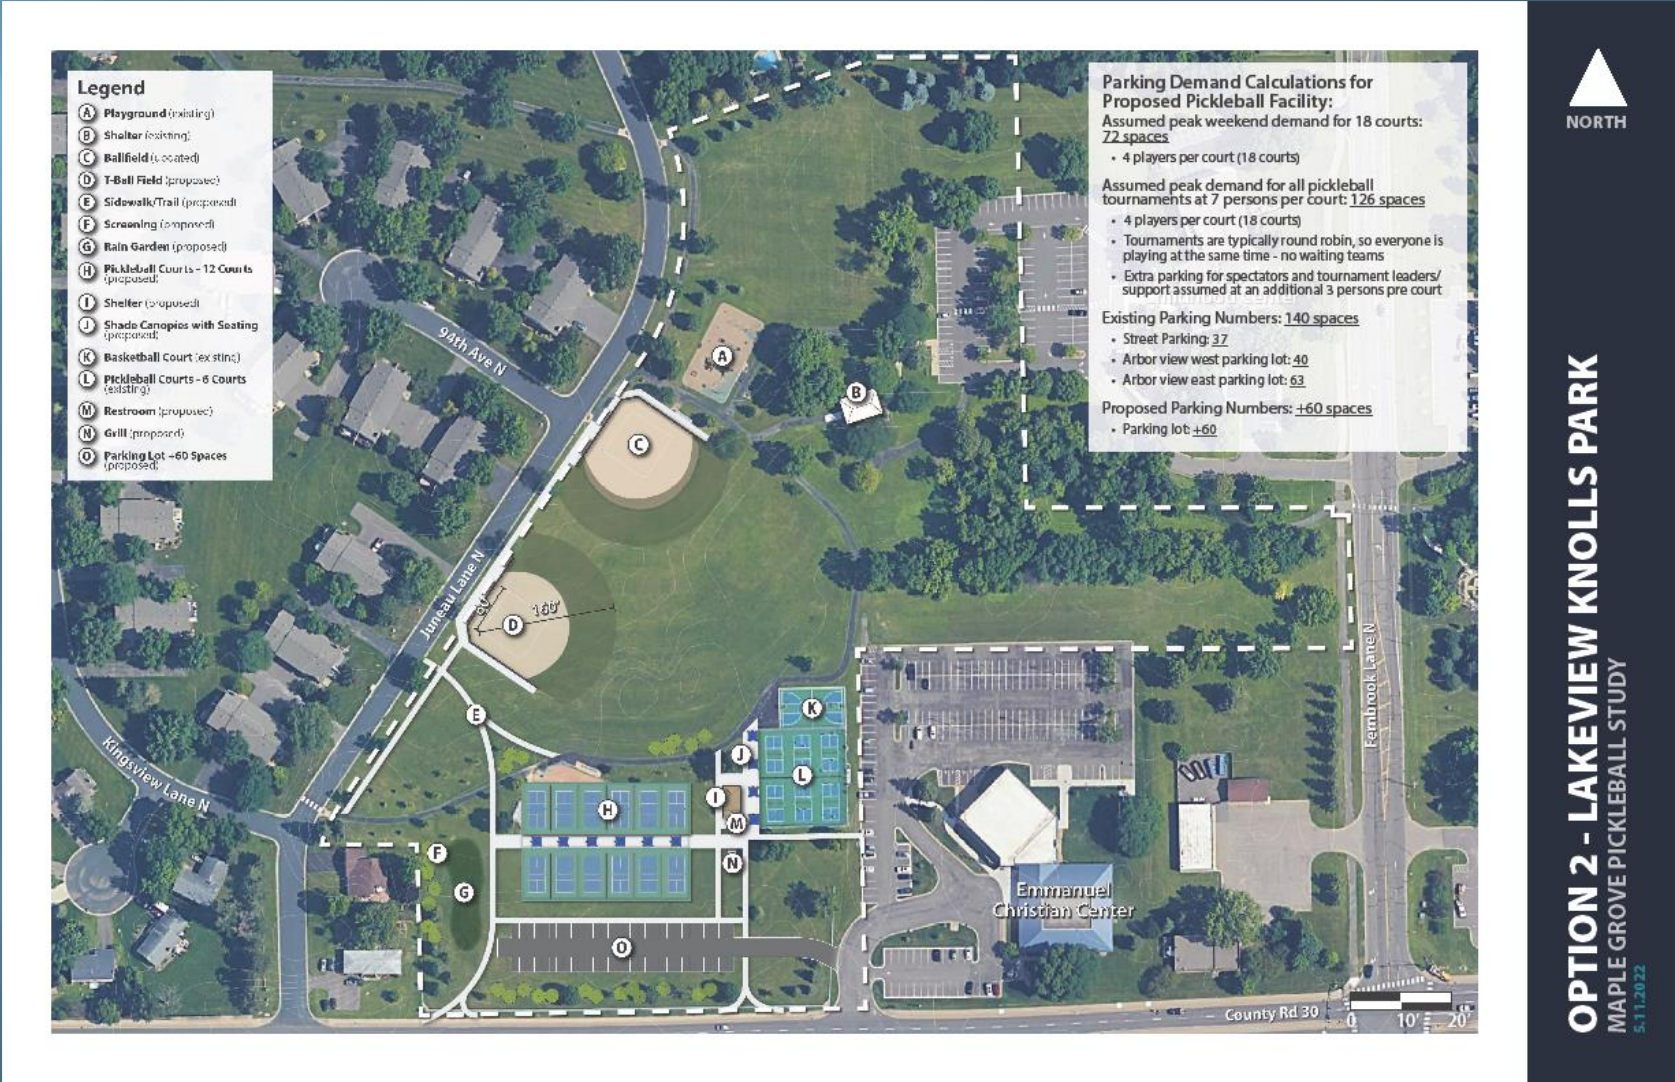 Legend
A Playground (existing)
B Shelter (existing)
C Ballfield (updated)
D T-Ball Field (proposed)
E Sidewalk/Trail (proposed)
F Screening (proposed)
G Rain Garden (proposed)
H Pickleball Courts - 12 Courts
(proposed)
I Shelter (proposed)
J Shade Canopies with Seating
(proposed)
K Basketball Court (existing)
L Pickleball Courts - 6 Courts
(existing)
M Restroom (proposed)
N Grill (proposed)
O Parking Lot +60 Spaces
(proposed)
Parking Demand Calculations for
Proposed Pickleball Facility:
Assumed peak weekend demand for 18 courts:
72 spaces
• 4 players per court (18 courts)
Assumed peak demand for all pickleball
tournaments at 7 persons per court: 126 spaces
• 4 players per court (18 courts)
• Tournaments are typically round robin, so everyone is
playing at the same time - no waiting teams
• Extra parking for spectators and tournament leaders/
support assumed at an additional 3 persons pre court
Existing Parking Numbers: 140 spaces
• Street Parking: 37
• Arbor view west parking lot: 40
• Arbor view east parking lot: 63
Proposed Parking Numbers: +60 spaces
• Parking lot: +60
94th Ave N
A
B
C
Juneau Lane N
D
160'
E
Kingsview Lane N
Fernbrook Lane N
K
J
L
I
H
M
N
F
G
O
Emmanuel
Christian Center
County Rd 30
0 10' 20'
NORTH
OPTION 2 - LAKEVIEW KNOLLS PARK
MAPLE GROVE PICKLEBALL STUDY
5.11.2022